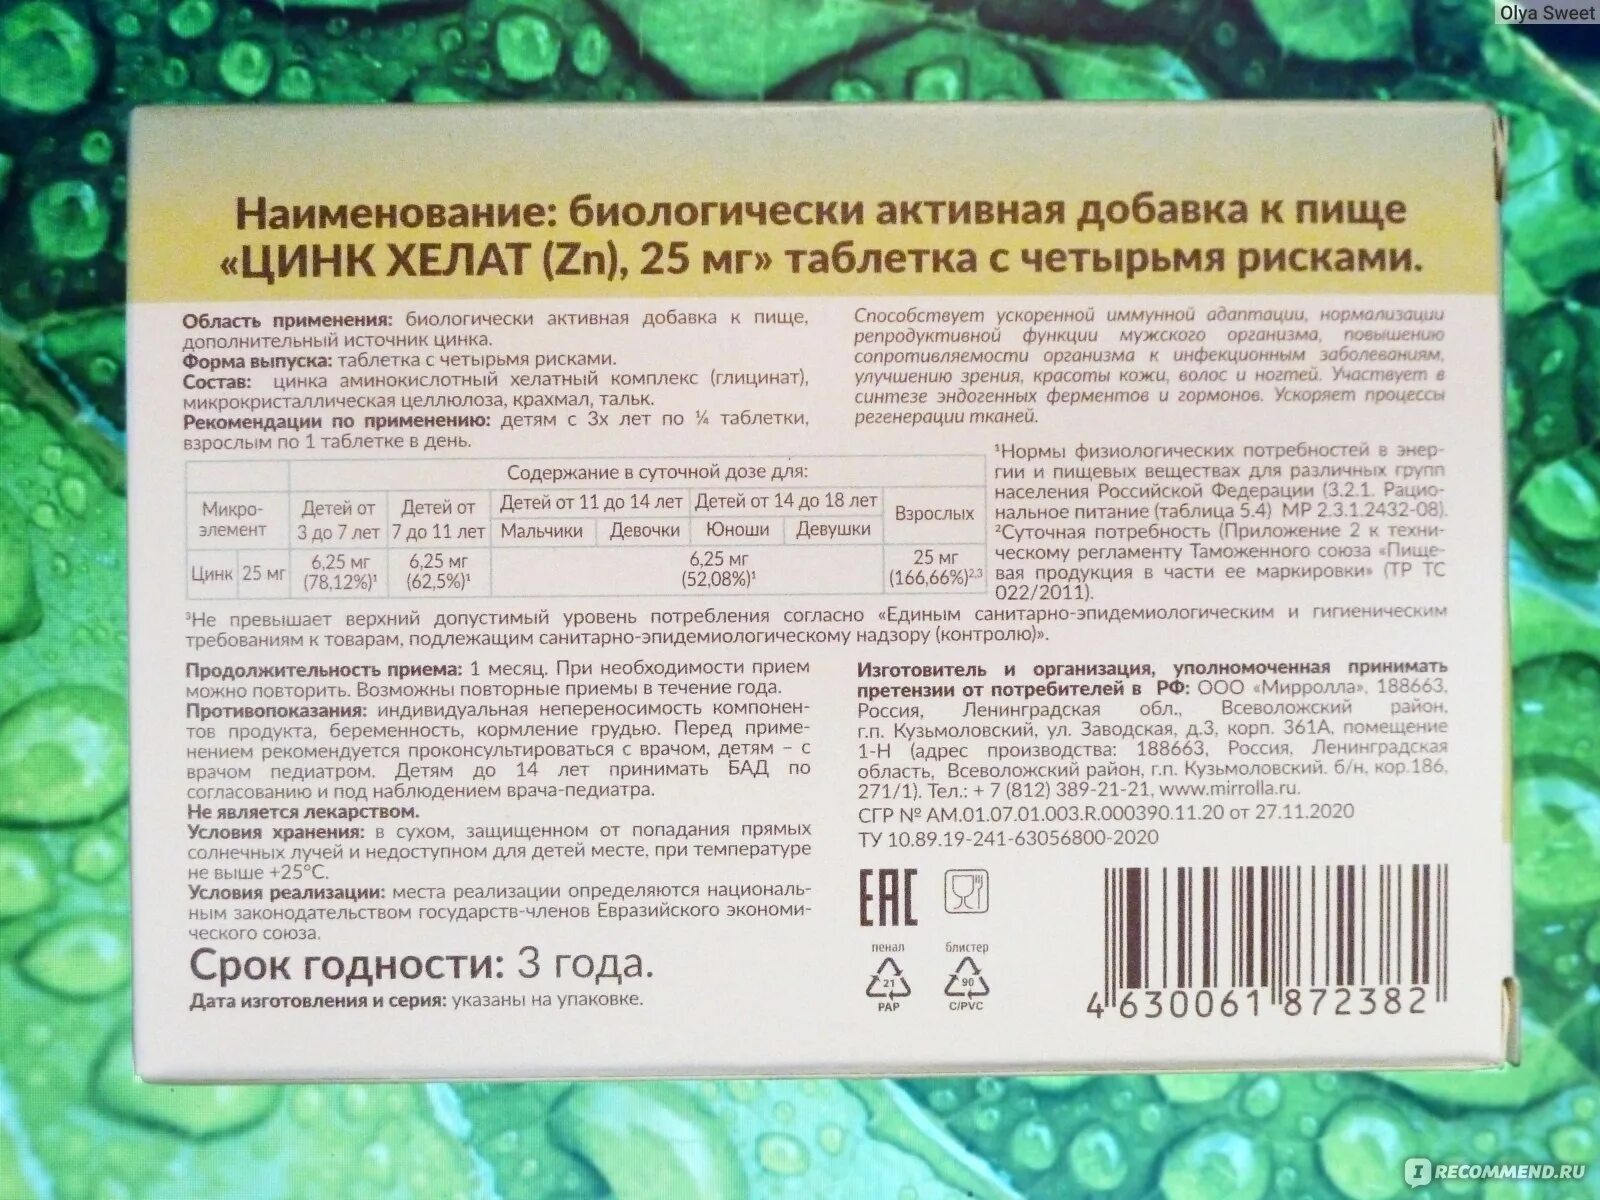 Olya Sweet
Наименование: биологически активная добавка к пище
«ЦИНК ХЕЛАТ (Zn), 25 мг» таблетка с четырьмя рисками.
Область применения: биологически активная добавка к пище,
дополнительный источник цинка.
Форма выпуска: таблетка с четырьмя рисками.
Состав: цинка аминокислотный хелатный комплекс (глицинат),
микрокристаллическая целлюлоза, крахмал, тальк.
Рекомендации по применению: детям с 3х лет по ¼ таблетки,
взрослым по 1 таблетке в день.
Способствует ускоренной иммунной адаптации, нормализации
репродуктивной функции мужского организма, повышению
сопротивляемости организма к инфекционным заболеваниям,
улучшению зрения, красоты кожи, волос и ногтей. Участвует в
синтезе эндогенных ферментов и гормонов. Ускоряет процессы
регенерации тканей.
Содержание в суточной дозе для:
Микро-
элемент
Детей от
3 до 7 лет
Детей от
7 до 11 лет
Детей от 11 до 14 лет
Мальчики
Девочки
Детей от 14 до 18 лет
Юноши
Девушки
Взрослых
Цинк
25 мг
6,25 мг
(78,12%)¹
6,25 мг
(62,5%)¹
6,25 мг
(52,08%)¹
25 мг
(166,66%)²,³
¹Нормы физиологических потребностей в энер-
гии и пищевых веществах для различных групп
населения Российской Федерации (3.2.1. Рацио-
нальное питание (таблица 5.4) МР 2.3.1.2432-08).
²Суточная потребность (Приложение 2 к техни-
ческому регламенту Таможенного союза «Пище-
вая продукция в части ее маркировки» (ТР ТС
022/2011).
³Не превышает верхний допустимый уровень потребления согласно «Единым санитарно-эпидемиологическим и гигиеническим
требованиям к товарам, подлежащим санитарно-эпидемиологическому надзору (контролю)».
Продолжительность приема: 1 месяц. При необходимости прием
можно повторить. Возможны повторные приемы в течение года.
Противопоказания: индивидуальная непереносимость компонен-
тов продукта, беременность, кормление грудью. Перед приме-
нением рекомендуется проконсультироваться с врачом, детям – с
врачом педиатром. Детям до 14 лет принимать БАД по
согласованию и под наблюдением врача-педиатра.
Не является лекарством.
Условия хранения: в сухом, защищенном от попадания прямых
солнечных лучей и недоступном для детей месте, при температуре
не выше +25°С.
Условия реализации: места реализации определяются националь-
ным законодательством государств-членов Евразийского экономи-
ческого союза.
Срок годности: 3 года.
Дата изготовления и серия: указаны на упаковке.
Изготовитель и организация, уполномоченная принимать
претензии от потребителей в РФ: ООО «Мирролла», 188663,
Россия, Ленинградская обл., Всеволожский район,
г.п. Кузьмоловский, ул. Заводская, д.3, корп. 361А, помещение
1-Н (адрес производства: 188663, Россия, Ленинградская
область, Всеволожский район, г.п. Кузьмоловский. б/н, кор.186,
271/1). Тел.: + 7 (812) 389-21-21, www.mirrolla.ru.
СГР № АМ.01.07.01.003.R.000390.11.20 от 27.11.2020
ТУ 10.89.19-241-63056800-2020
EAC
пенал
21
PAP
блистер
90
C/PVC
4 630061 872382
IRECOMMEND.RU